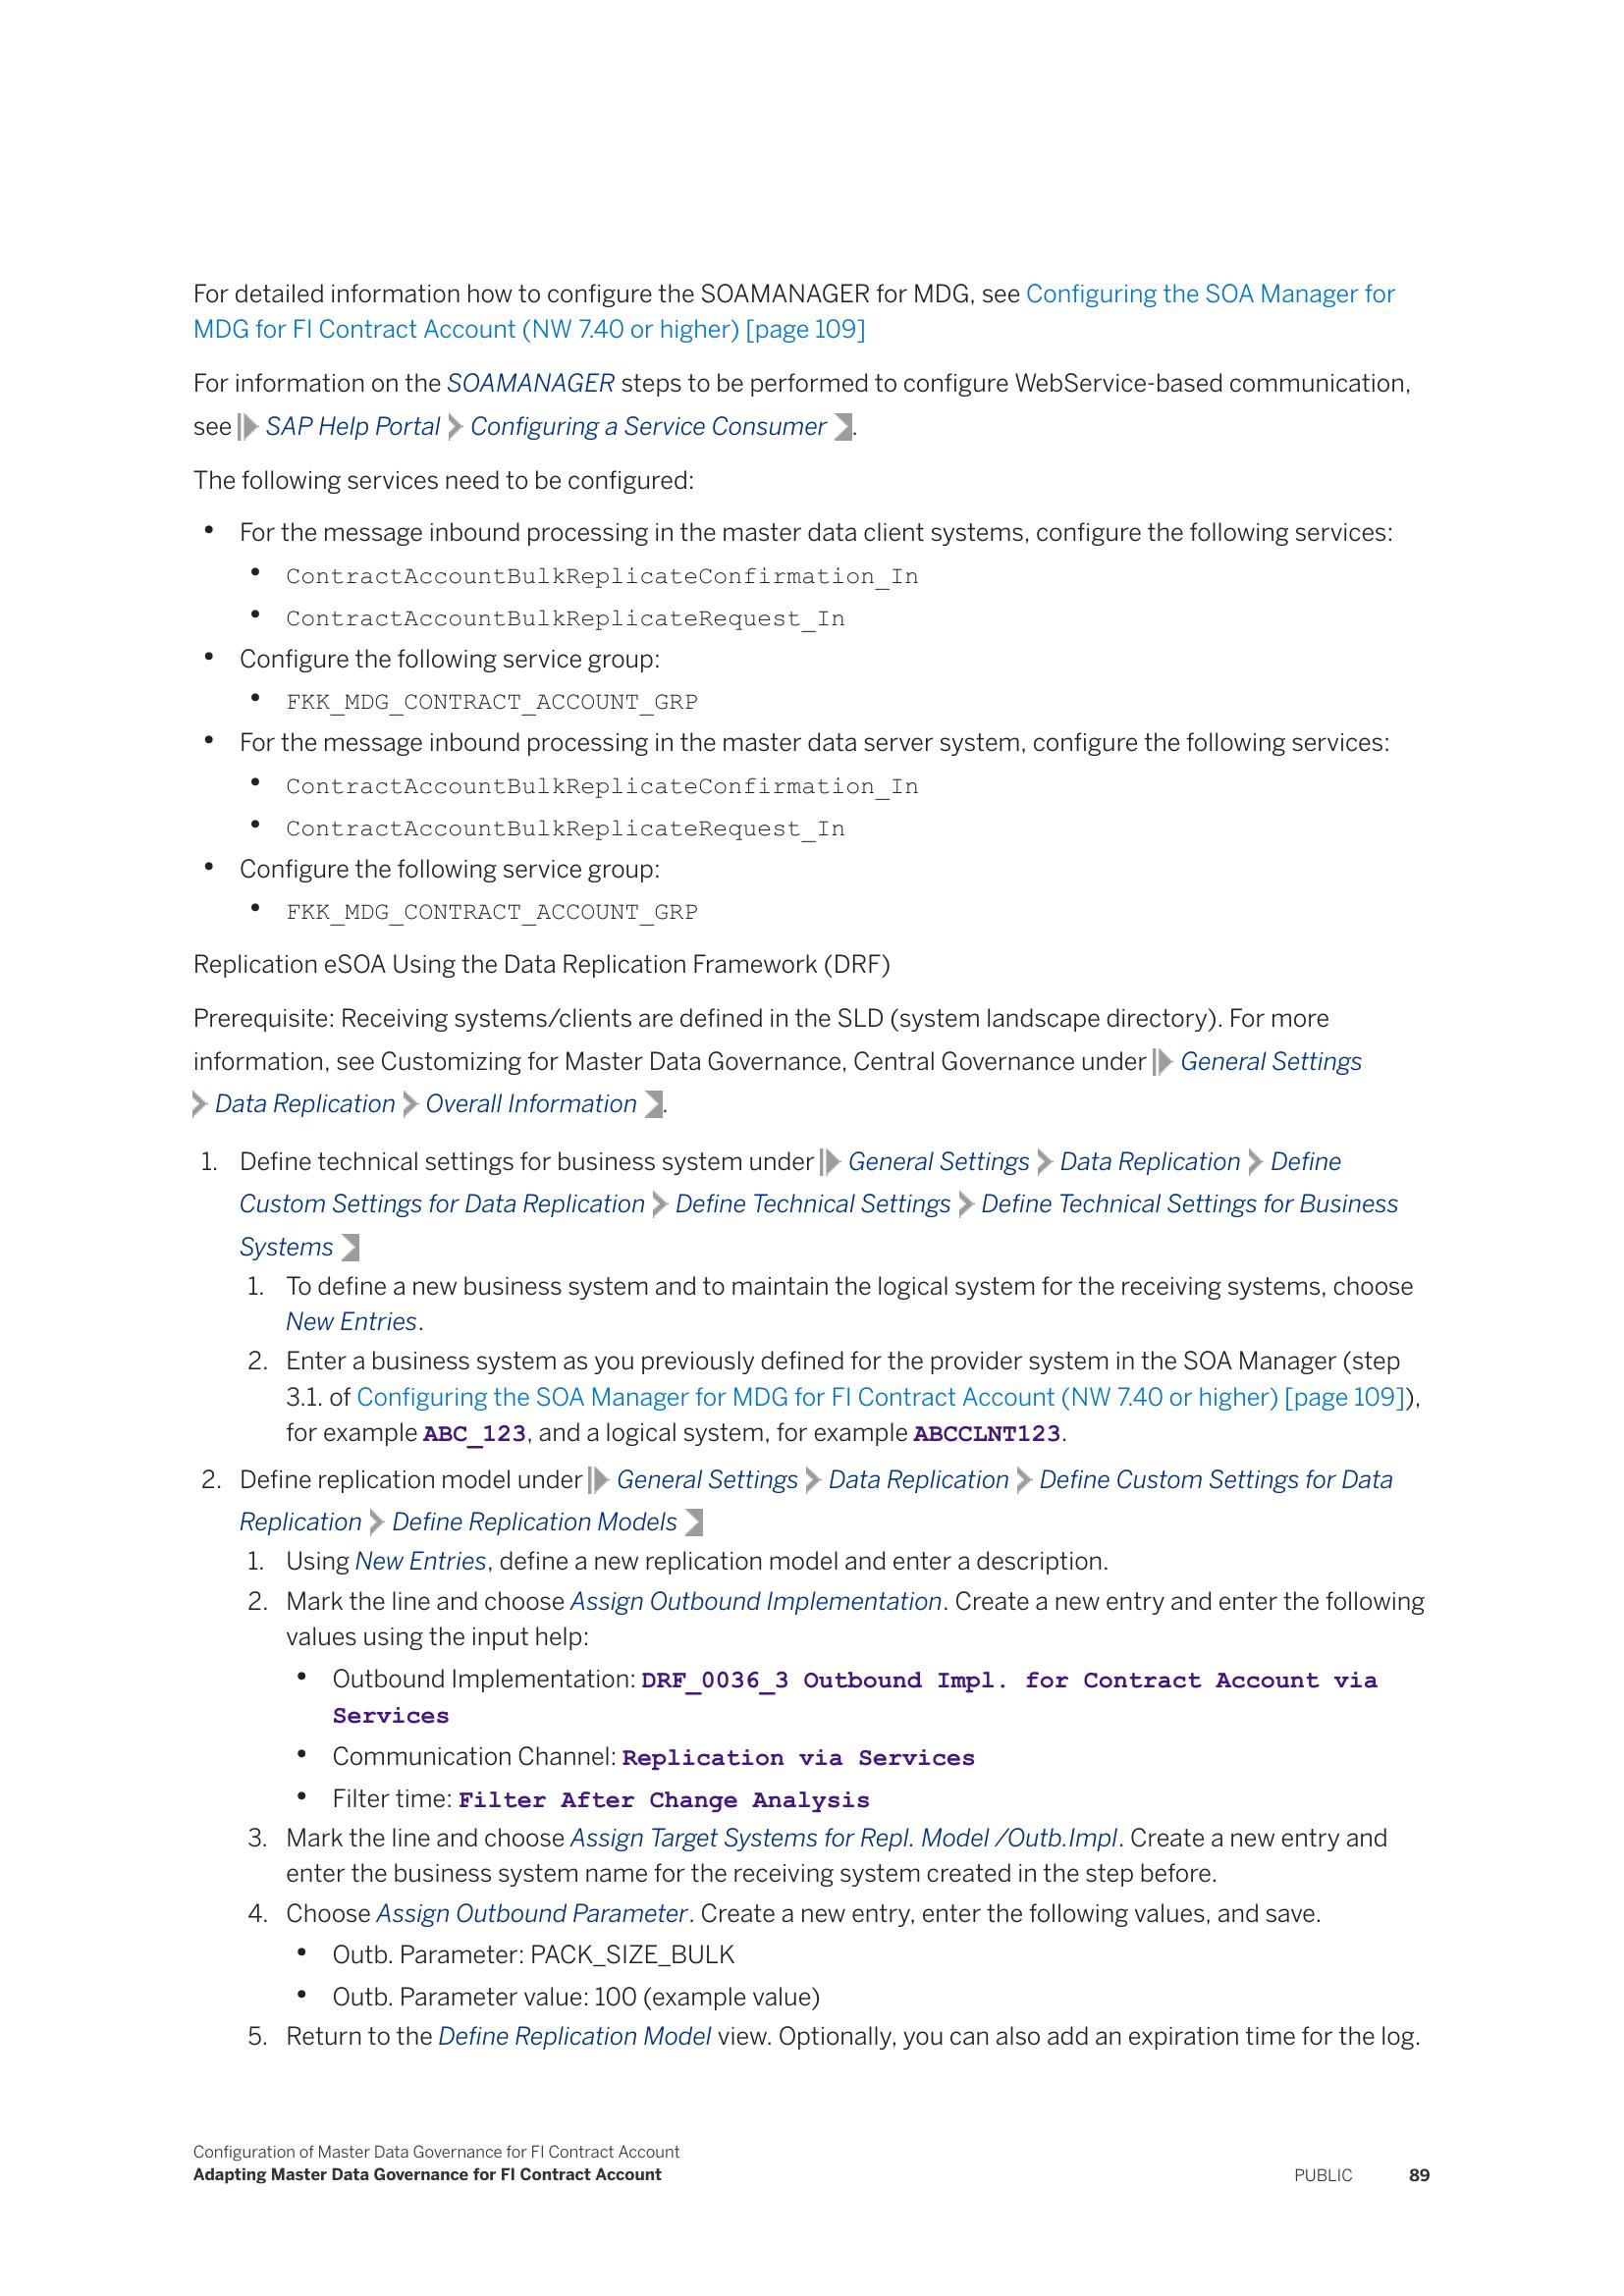 For detailed information how to configure the SOAMANAGER for MDG, see Configuring the SOA Manager for
MDG for FI Contract Account (NW 7.40 or higher) [page 109]
For information on the SOAMANAGER steps to be performed to configure WebService-based communication,
see SAP Help Portal Configuring a Service Consumer .
The following services need to be configured:
• For the message inbound processing in the master data client systems, configure the following services:
• ContractAccountBulkReplicateConfirmation_In
• ContractAccountBulkReplicateRequest_In
• Configure the following service group:
• FKK_MDG_CONTRACT_ACCOUNT_GRP
• For the message inbound processing in the master data server system, configure the following services:
• ContractAccountBulkReplicateConfirmation_In
• ContractAccountBulkReplicateRequest_In
• Configure the following service group:
• FKK_MDG_CONTRACT_ACCOUNT_GRP
Replication eSOA Using the Data Replication Framework (DRF)
Prerequisite: Receiving systems/clients are defined in the SLD (system landscape directory). For more
information, see Customizing for Master Data Governance, Central Governance under General Settings
Data Replication Overall Information .
1. Define technical settings for business system under General Settings Data Replication Define
Custom Settings for Data Replication Define Technical Settings Define Technical Settings for Business
Systems
1. To define a new business system and to maintain the logical system for the receiving systems, choose
New Entries.
2. Enter a business system as you previously defined for the provider system in the SOA Manager (step
3.1. of Configuring the SOA Manager for MDG for FI Contract Account (NW 7.40 or higher) [page 109]),
for example ABC_123, and a logical system, for example ABCCLNT123.
2. Define replication model under General Settings Data Replication Define Custom Settings for Data
Replication Define Replication Models
1. Using New Entries, define a new replication model and enter a description.
2. Mark the line and choose Assign Outbound Implementation. Create a new entry and enter the following
values using the input help:
• Outbound Implementation: DRF_0036_3 Outbound Impl. for Contract Account via
Services
• Communication Channel: Replication via Services
• Filter time: Filter After Change Analysis
3. Mark the line and choose Assign Target Systems for Repl. Model /Outb.Impl. Create a new entry and
enter the business system name for the receiving system created in the step before.
4. Choose Assign Outbound Parameter. Create a new entry, enter the following values, and save.
• Outb. Parameter: PACK_SIZE_BULK
• Outb. Parameter value: 100 (example value)
5. Return to the Define Replication Model view. Optionally, you can also add an expiration time for the log.
Configuration of Master Data Governance for FI Contract Account
Adapting Master Data Governance for FI Contract Account PUBLIC 89